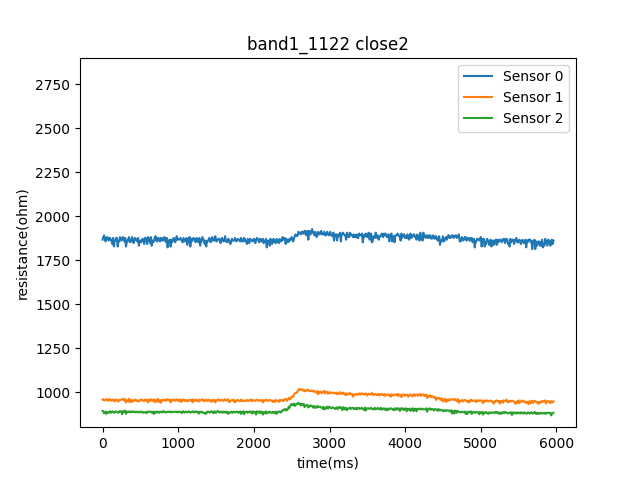 band1_1122 close2
Sensor 0
Sensor 1
Sensor 2
resistance(ohm)
2750
2500
2250
2000
1750
1500
1250
1000
0
1000
2000
3000
4000
5000
6000
time(ms)